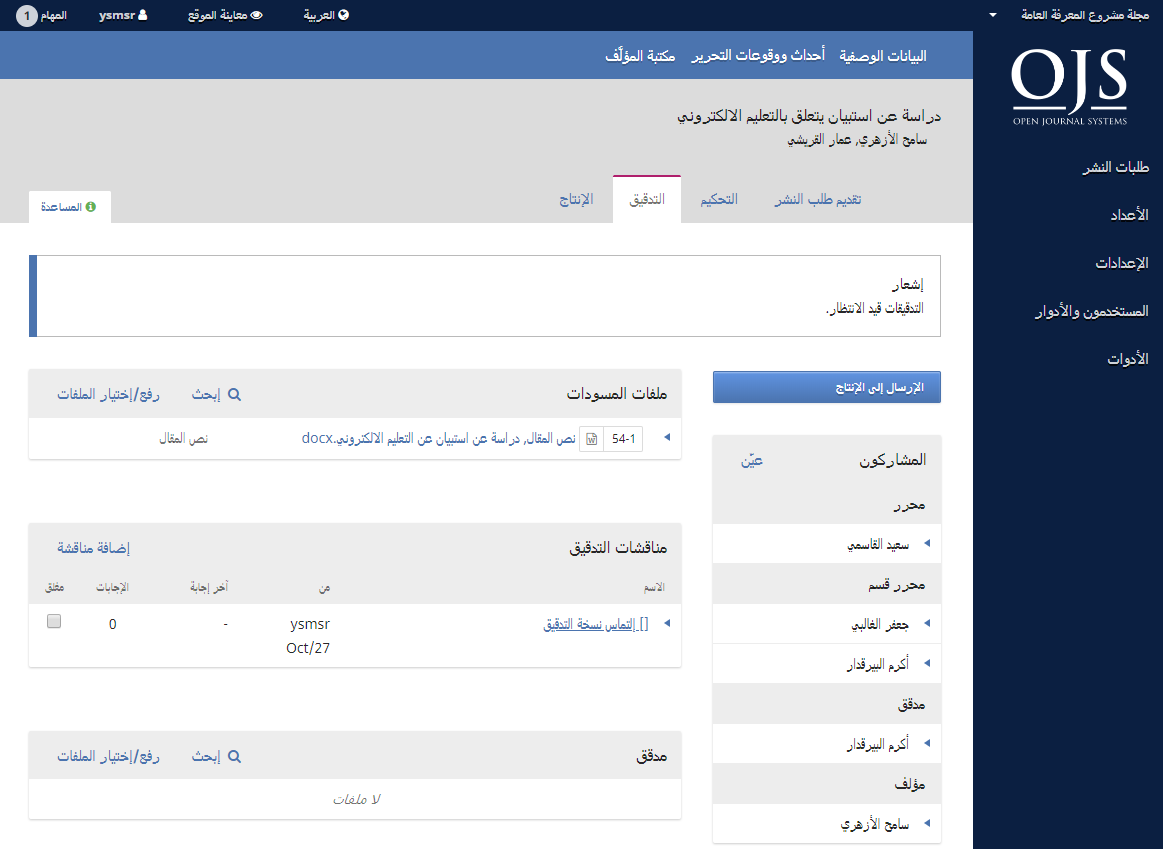 مجلة مشروع المعرفة العامة
العربية
معاينة الموقع
ysmsr
المهام 1
OJS
OPEN JOURNAL SYSTEMS
طلبات النشر
الأعداد
الإعدادات
المستخدمون والأدوار
الأدوات
البيانات الوصفية
أحداث ووقوعات التحرير
مكتبة المؤلَّف
دراسة عن استبيان يتعلق بالتعليم الالكتروني
سامح الأزهري, عمار القريشي
تقديم طلب النشر
التحكيم
التدقيق
الإنتاج
المساعدة
إشعار
التدقيقات قيد الانتظار.
الإرسال إلى الإنتاج
المشاركون
عيّن
محرر
سعيد القاسمي
محرر قسم
جعفر الغالبي
أكرم البيرقدار
مدقق
أكرم البيرقدار
مؤلف
سامح الأزهري
ملفات المسودات
إبحث
رفع/إختيار الملفات
54-1 نص المقال, دراسة عن استبيان عن التعليم الالكتروني.docx
نص المقال
مناقشات التدقيق
إضافة مناقشة
الاسم
من
آخر إجابة
الإجابات
مغلق
[] إلتماس نسخة التدقيق
ysmsr
Oct/27
-
0
مدقق
إبحث
رفع/إختيار الملفات
لا ملفات